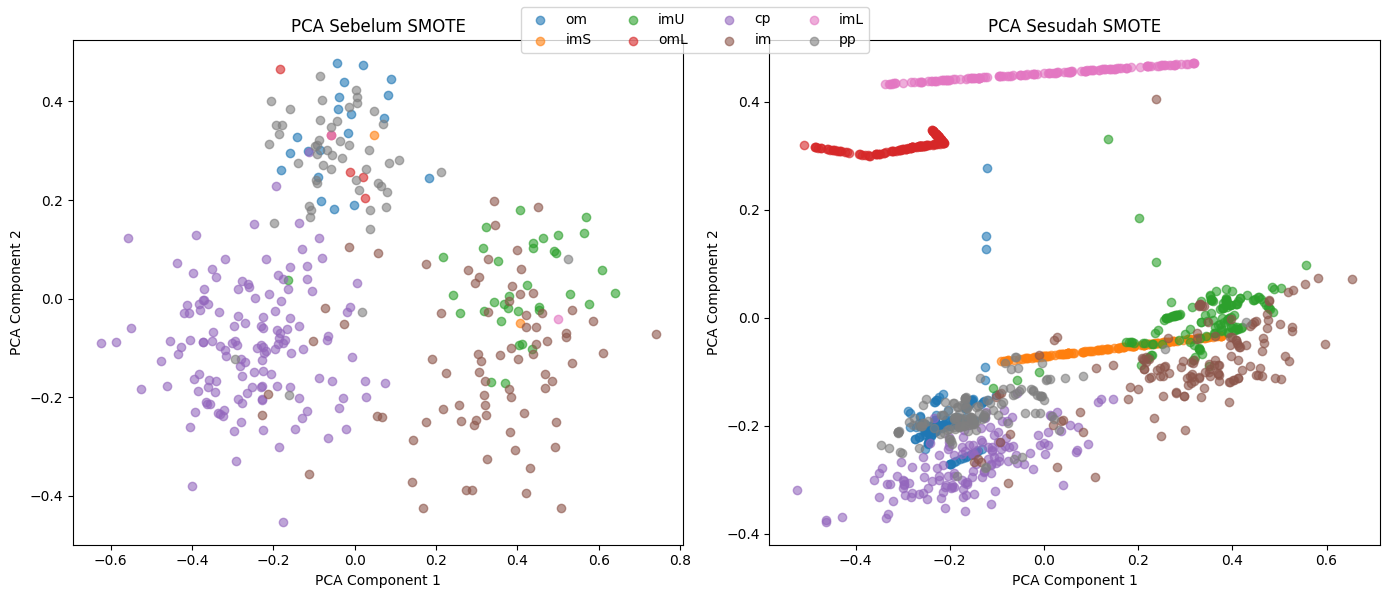 PCA Sebelum SMOTE
om imU cp imL
imS omL im pp
PCA Sesudah SMOTE
PCA Component 2
0.4
0.2
0.0
−0.2
−0.4
−0.6 −0.4 −0.2 0.0 0.2 0.4 0.6 0.8
PCA Component 1
PCA Component 2
0.4
0.2
0.0
−0.2
−0.4
−0.4 −0.2 0.0 0.2 0.4 0.6
PCA Component 1